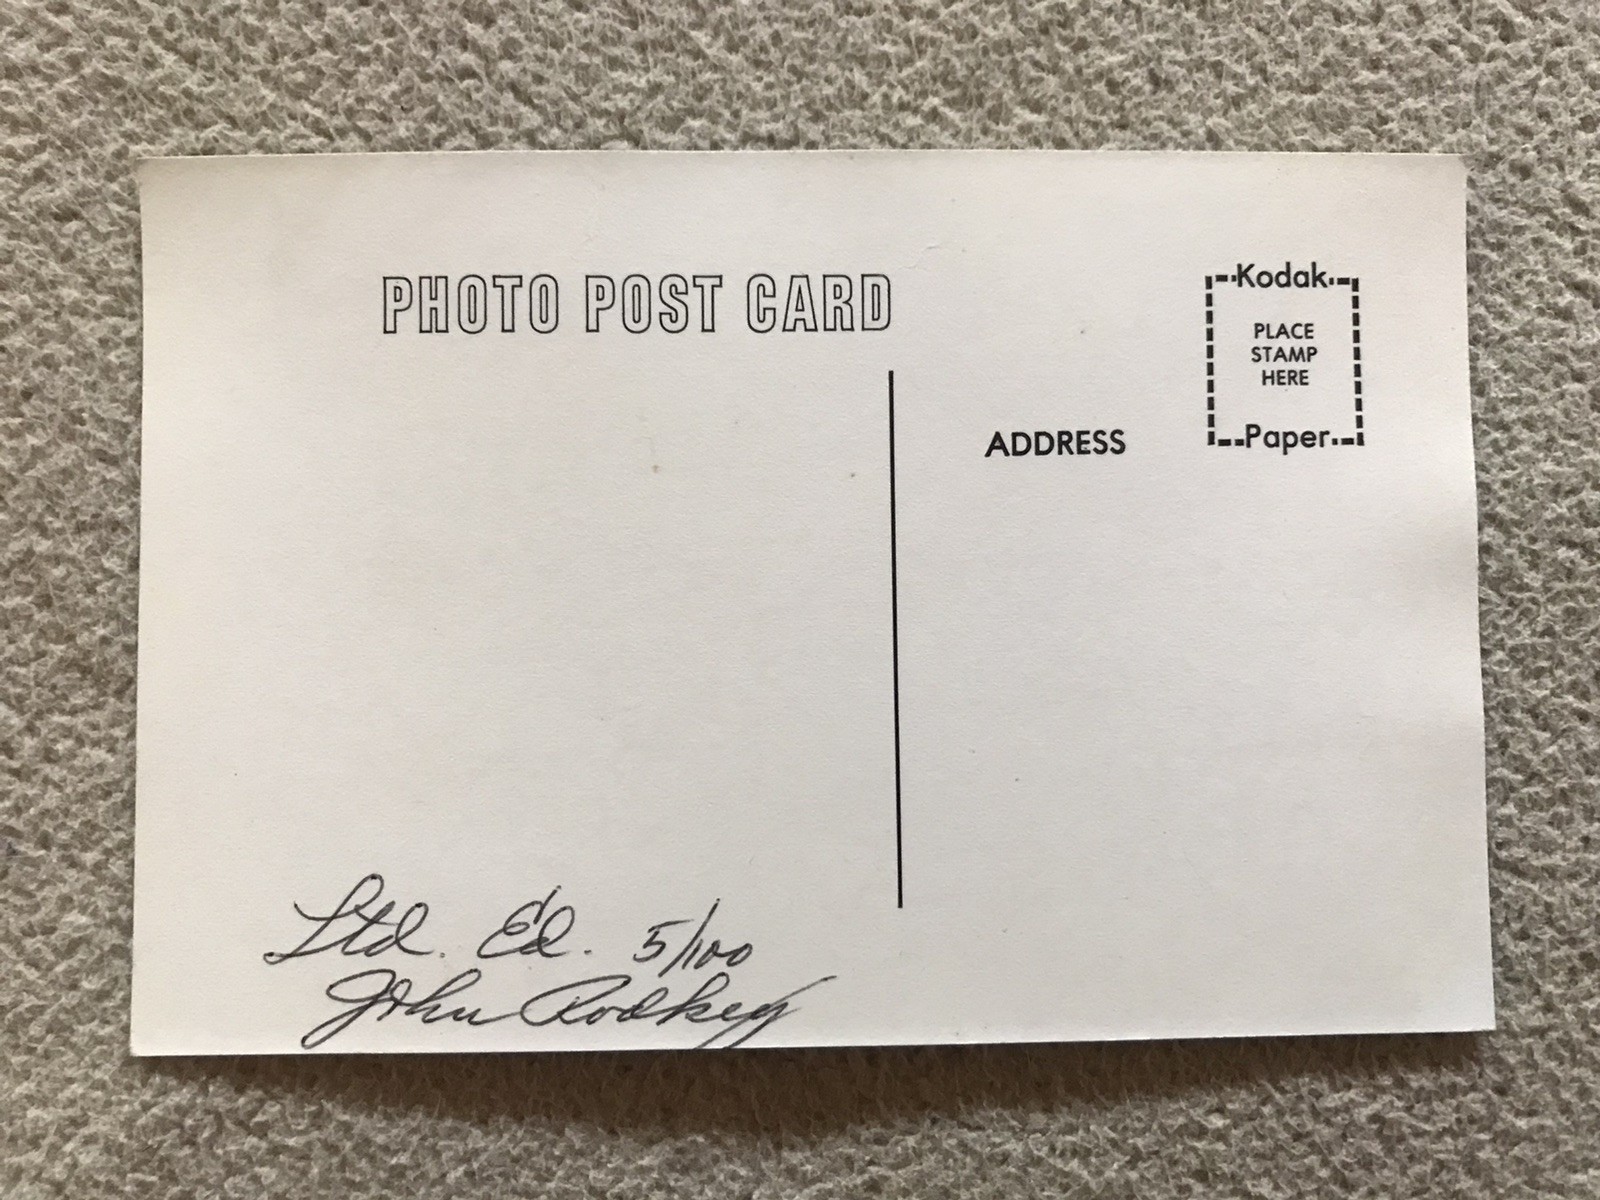 PHOTO POST CARD
Kodak
PLACE
STAMP
HERE
Paper
ADDRESS
Ltd. Ed. 5/100
John Rodkey